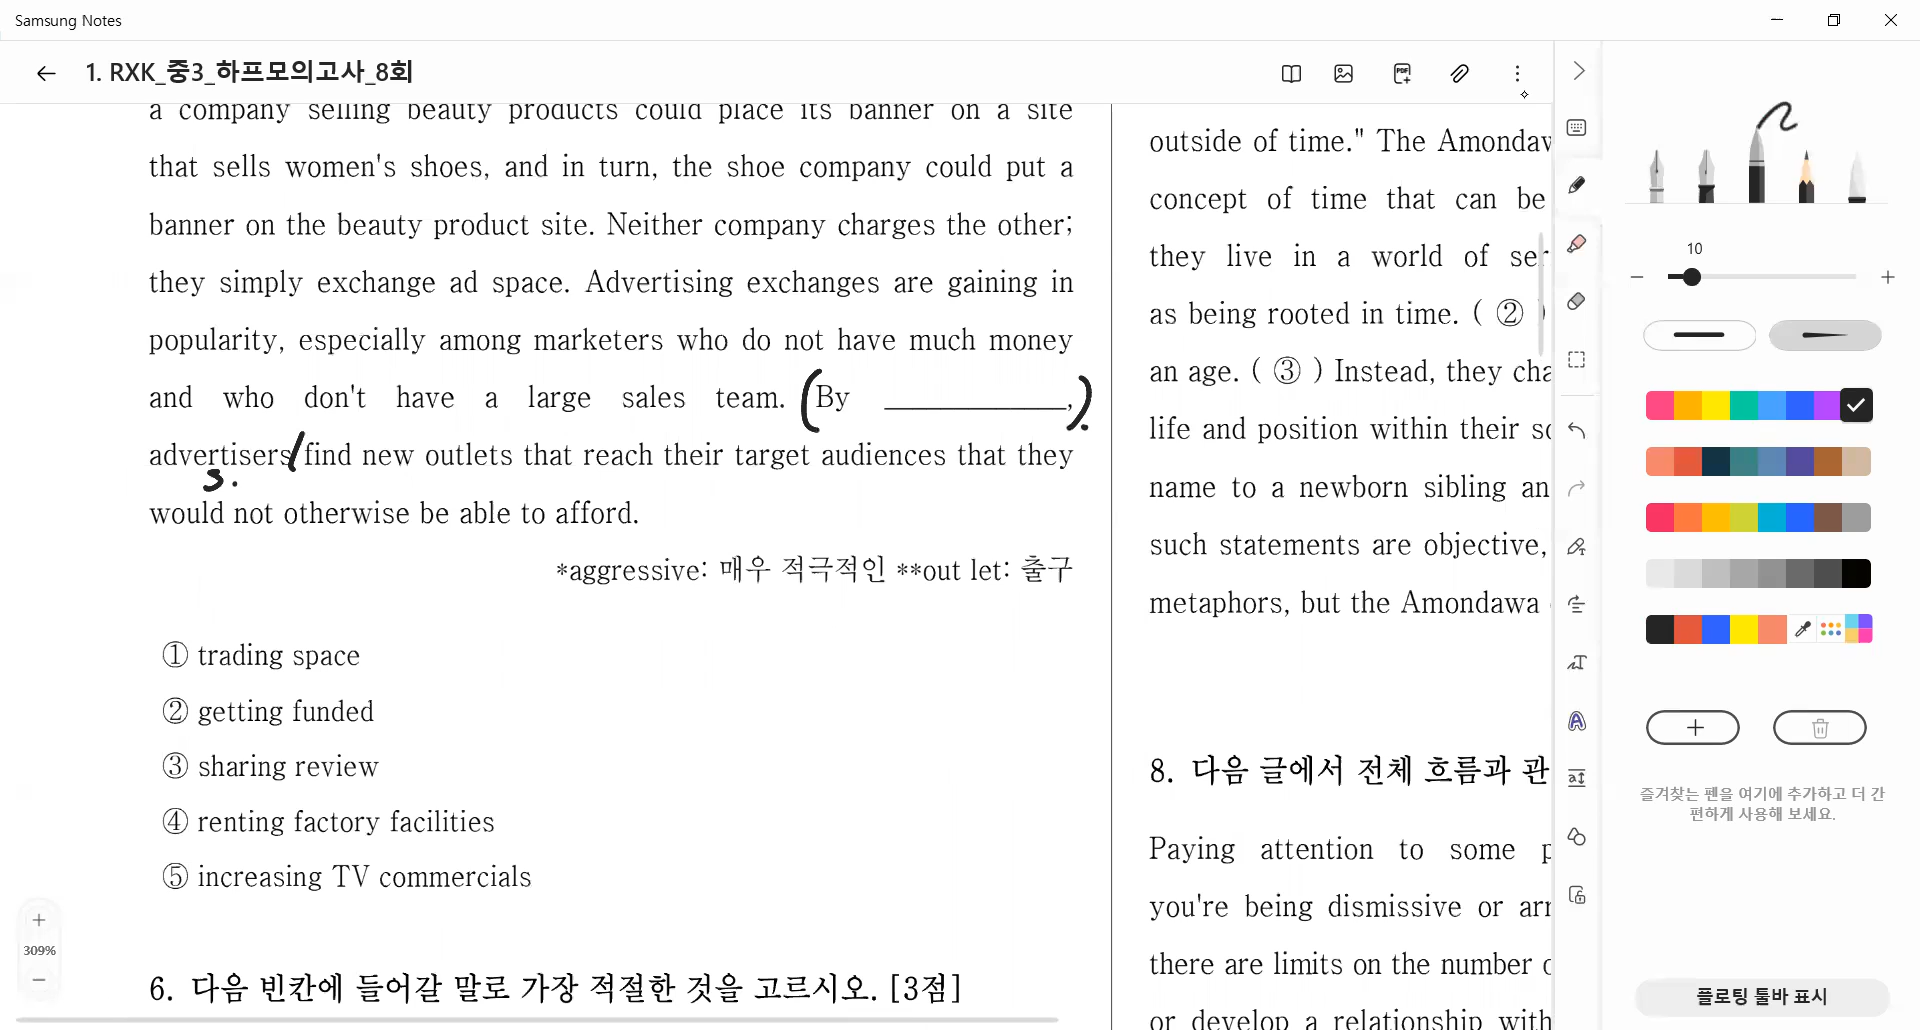 Samsung Notes
1. RXK_중3_하프모의고사_8회
a company selling beauty products could place its banner on a site
that sells women's shoes, and in turn, the shoe company could put a
banner on the beauty product site. Neither company charges the other;
they simply exchange ad space. Advertising exchanges are gaining in
popularity, especially among marketers who do not have much money
and who don't have a large sales team. (By ____________,).
advertisers/find new outlets that reach their target audiences that they
s.
would not otherwise be able to afford.
*aggressive: 매우 적극적인 **out let: 출구
① trading space
② getting funded
③ sharing review
④ renting factory facilities
⑤ increasing TV commercials
6. 다음 빈칸에 들어갈 말로 가장 적절한 것을 고르시오. [3점]
outside of time." The Amondaw
concept of time that can be
they live in a world of ser
as being rooted in time. ( ② )
an age. ( ③ ) Instead, they cha
life and position within their so
name to a newborn sibling an
such statements are objective,
metaphors, but the Amondawa
8. 다음 글에서 전체 흐름과 관
Paying attention to some p
you're being dismissive or arr
there are limits on the number o
or develop a relationship with
309%
10
즐겨찾는 펜을 여기에 추가하고 더 간
편하게 사용해 보세요.
플로팅 툴바 표시